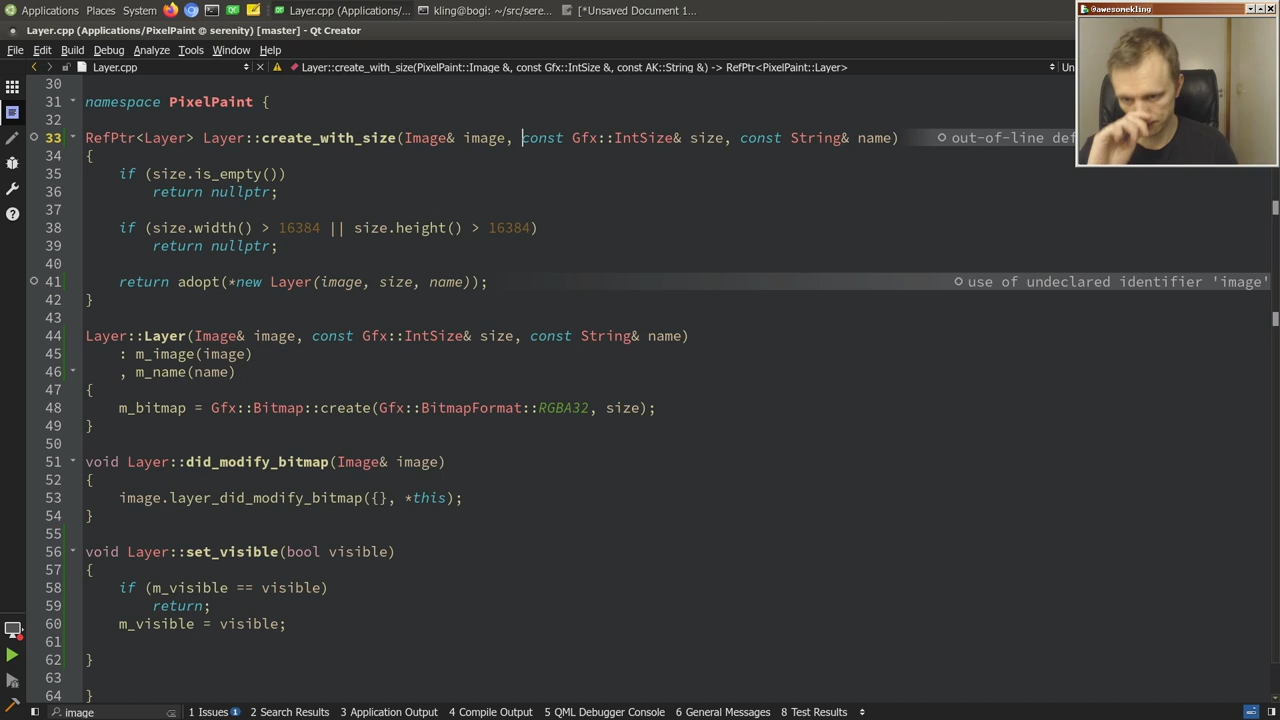 Applications Places System Layer.cpp (Applications/... kling@bogi: ~/src/sere... *Unsaved Document 1...
@awesomekling
Layer.cpp (Applications/PixelPaint @ serenity) [master] - Qt Creator
File Edit Build Debug Analyze Tools Window Help
Layer.cpp Layer::create_with_size(PixelPaint::Image &, const Gfx::IntSize &, const AK::String &) -> RefPtr<PixelPaint::Layer>
30
31 namespace PixelPaint {
32
33 RefPtr<Layer> Layer::create_with_size(Image& image, const Gfx::IntSize& size, const String& name) out-of-line def
34 {
35 if (size.is_empty())
36 return nullptr;
37
38 if (size.width() > 16384 || size.height() > 16384)
39 return nullptr;
40
41 return adopt(*new Layer(image, size, name)); use of undeclared identifier 'image'
42 }
43
44 Layer::Layer(Image& image, const Gfx::IntSize& size, const String& name)
45 : m_image(image)
46 , m_name(name)
47 {
48 m_bitmap = Gfx::Bitmap::create(Gfx::BitmapFormat::RGBA32, size);
49 }
50
51 void Layer::did_modify_bitmap(Image& image)
52 {
53 image.layer_did_modify_bitmap({}, *this);
54 }
55
56 void Layer::set_visible(bool visible)
57 {
58 if (m_visible == visible)
59 return;
60 m_visible = visible;
61
62 }
63
64 }
image 1 Issues 1 2 Search Results 3 Application Output 4 Compile Output 5 QML Debugger Console 6 General Messages 8 Test Results